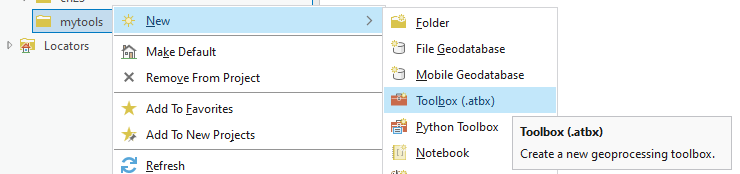 mytools
Locators
New
Make Default
Remove From Project
Add To Favorites
Add To New Projects
Refresh
Folder
File Geodatabase
Mobile Geodatabase
Toolbox (.atbx)
Python Toolbox
Notebook
Toolbox (.atbx)
Create a new geoprocessing toolbox.